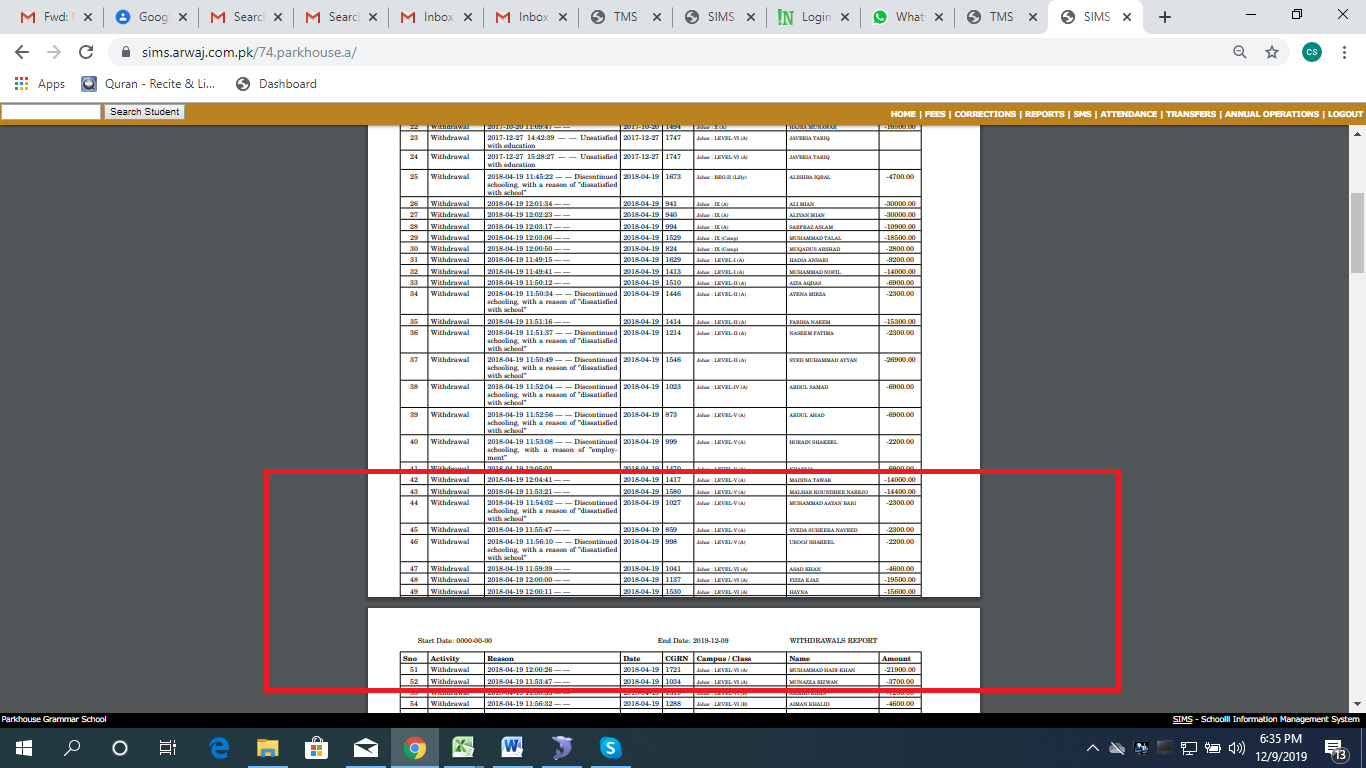 Fwd: M
Googl
Search
Search
Inbox
Inbox
TMS
SIMS
Login
Whats
TMS
SIMS
sims.arwaj.com.pk/74.parkhouse.a/
CS
Apps Quran - Recite & Li... Dashboard
Search Student
HOME | FEES | CORRECTIONS | REPORTS | SMS | ATTENDANCE | TRANSFERS | ANNUAL OPERATIONS | LOGOUT
22 Withdrawal 2017-10-20 11:09:47 — — 2017-10-20 1494 Johar : X (A) HAJRA MUNAWAR -16500.00
23 Withdrawal 2017-12-27 14:42:39 — — Unsatisfied 2017-12-27 1747 Johar : LEVEL-VI (A) JAVERIA TARIQ
with education
24 Withdrawal 2017-12-27 15:28:27 — — Unsatisfied 2017-12-27 1747 Johar : LEVEL-VI (A) JAVERIA TARIQ
with education
25 Withdrawal 2018-04-19 11:45:22 — — Discontinued 2018-04-19 1673 Johar : BEG-II (Lilly) ALISHBA IQBAL -4700.00
schooling, with a reason of "dissatisfied
with school"
26 Withdrawal 2018-04-19 12:01:34 — — 2018-04-19 941 Johar : IX (A) ALI MIAN -30000.00
27 Withdrawal 2018-04-19 12:02:23 — — 2018-04-19 940 Johar : IX (A) ALIYAN MIAN -30000.00
28 Withdrawal 2018-04-19 12:03:17 — — 2018-04-19 994 Johar : IX (A) SARFRAZ ASLAM -10900.00
29 Withdrawal 2018-04-19 12:03:06 — — 2018-04-19 1529 Johar : IX (Comp) MUHAMMAD TALAL -18500.00
30 Withdrawal 2018-04-19 12:00:50 — — 2018-04-19 824 Johar : IX (Comp) MUQADUS ARSHAD -2800.00
31 Withdrawal 2018-04-19 11:49:15 — — 2018-04-19 1629 Johar : LEVEL-I (A) HADIA ANSARI -9200.00
32 Withdrawal 2018-04-19 11:49:41 — — 2018-04-19 1413 Johar : LEVEL-I (A) MUHAMMAD NOFIL -14000.00
33 Withdrawal 2018-04-19 11:50:12 — — 2018-04-19 1510 Johar : LEVEL-II (A) AIZA AQDAS -6900.00
34 Withdrawal 2018-04-19 11:50:34 — — Discontinued 2018-04-19 1446 Johar : LEVEL-II (A) AYENA MIRZA -2300.00
schooling, with a reason of "dissatisfied
with school"
35 Withdrawal 2018-04-19 11:51:16 — — 2018-04-19 1414 Johar : LEVEL-II (A) FARIHA NAEEM -15300.00
36 Withdrawal 2018-04-19 11:51:37 — — Discontinued 2018-04-19 1214 Johar : LEVEL-II (A) NASEEM FATIMA -2300.00
schooling, with a reason of "dissatisfied
with school"
37 Withdrawal 2018-04-19 11:50:49 — — Discontinued 2018-04-19 1546 Johar : LEVEL-II (A) SYED MUHAMMAD AYYAN -26900.00
schooling, with a reason of "dissatisfied
with school"
38 Withdrawal 2018-04-19 11:52:04 — — Discontinued 2018-04-19 1023 Johar : LEVEL-IV (A) ABDUL SAMAD -6900.00
schooling, with a reason of "dissatisfied
with school"
39 Withdrawal 2018-04-19 11:52:56 — — Discontinued 2018-04-19 873 Johar : LEVEL-V (A) ABDUL AHAD -6900.00
schooling, with a reason of "dissatisfied
with school"
40 Withdrawal 2018-04-19 11:53:08 — — Discontinued 2018-04-19 999 Johar : LEVEL-V (A) HORAIN SHAKEEL -2200.00
schooling, with a reason of "employ-
ment"
42 Withdrawal 2018-04-19 12:04:41 — — 2018-04-19 1417 Johar : LEVEL-V (A) MADINA TAWAB -14000.00
43 Withdrawal 2018-04-19 11:53:21 — — 2018-04-19 1580 Johar : LEVEL-V (A) MALHAR KOUNDHER NAREJO -14400.00
44 Withdrawal 2018-04-19 11:54:02 — — Discontinued 2018-04-19 1027 Johar : LEVEL-V (A) MUHAMMAD AAYAN BAIG -2300.00
schooling, with a reason of "dissatisfied
with school"
45 Withdrawal 2018-04-19 11:55:47 — — 2018-04-19 859 Johar : LEVEL-V (A) SYEDA SUHEERA NAVEED -2300.00
46 Withdrawal 2018-04-19 11:56:10 — — Discontinued 2018-04-19 998 Johar : LEVEL-V (A) UROOJ SHAKEEL -2200.00
schooling, with a reason of "dissatisfied
with school"
47 Withdrawal 2018-04-19 11:59:39 — — 2018-04-19 1041 Johar : LEVEL-VI (A) ASAD KHAN -4600.00
48 Withdrawal 2018-04-19 12:00:00 — — 2018-04-19 1137 Johar : LEVEL-VI (A) FIZZA EJAZ -19500.00
49 Withdrawal 2018-04-19 12:00:11 — — 2018-04-19 1530 Johar : LEVEL-VI (A) HAYNA -15600.00
Start Date: 0000-00-00 End Date: 2019-12-09 WITHDRAWALS REPORT
Sno Activity Reason Date CGRN Campus / Class Name Amount
51 Withdrawal 2018-04-19 12:00:26 — — 2018-04-19 1721 Johar : LEVEL-VI (A) MUHAMMAD HADI-KHAN -21900.00
52 Withdrawal 2018-04-19 11:53:47 — — 2018-04-19 1034 Johar : LEVEL-VI (A) MUNAZZA RIZWAN -3700.00
54 Withdrawal 2018-04-19 11:56:32 — — 2018-04-19 1288 Johar : LEVEL-VI (B) AIMAN KHALID -4600.00
Parkhouse Grammar School
SIMS - Schoolll Information Management System
6:35 PM
12/9/2019
13